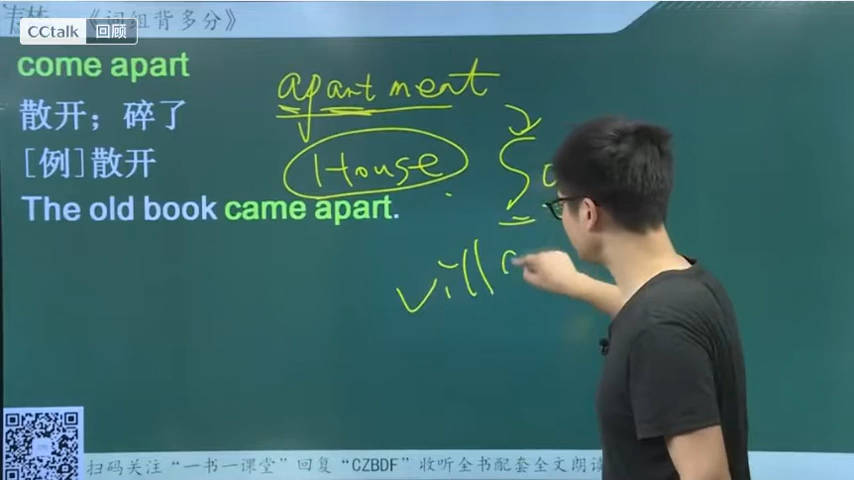 《词组背多分》
CCtalk 回顾
come apart
散开；碎了
[例]散开
The old book came apart.
apartment
House
vill
扫码关注“一书一课堂”回复“CZBDF”收听全书配套全文朗读